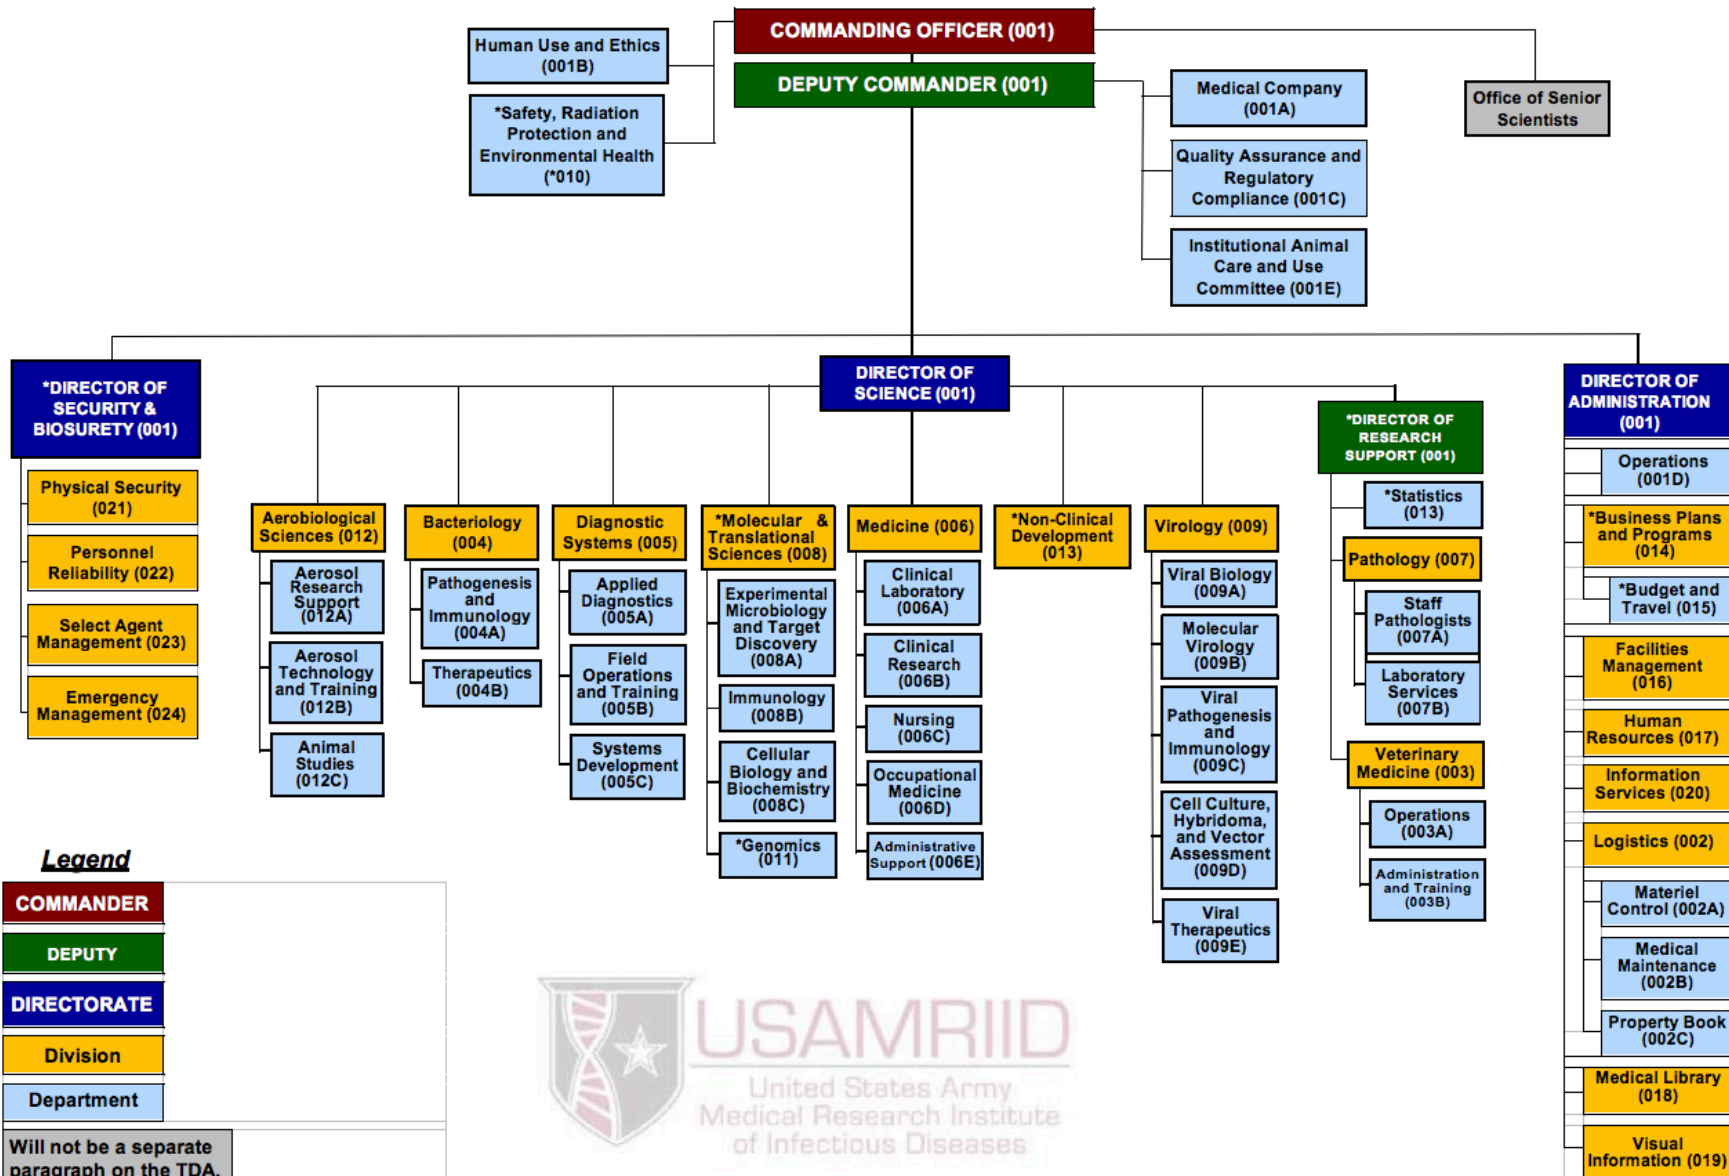 COMMANDING OFFICER (001)
Human Use and Ethics
(001B)
DEPUTY COMMANDER (001)
*Safety, Radiation
Protection and
Environmental Health
(*010)
Medical Company
(001A)
Office of Senior
Scientists
Quality Assurance and
Regulatory
Compliance (001C)
Institutional Animal
Care and Use
Committee (001E)
*DIRECTOR OF
SECURITY &
BIOSURETY (001)
Physical Security
(021)
Personnel
Reliability (022)
Select Agent
Management (023)
Emergency
Management (024)
DIRECTOR OF
SCIENCE (001)
Aerobiological
Sciences (012)
Aerosol
Research
Support
(012A)
Aerosol
Technology
and Training
(012B)
Animal
Studies
(012C)
Bacteriology
(004)
Pathogenesis
and
Immunology
(004A)
Therapeutics
(004B)
Diagnostic
Systems (005)
Applied
Diagnostics
(005A)
Field
Operations
and Training
(005B)
Systems
Development
(005C)
*Molecular &
Translational
Sciences (008)
Experimental
Microbiology
and Target
Discovery
(008A)
Immunology
(008B)
Cellular
Biology and
Biochemistry
(008C)
*Genomics
(011)
Medicine (006)
Clinical
Laboratory
(006A)
Clinical
Research
(006B)
Nursing
(006C)
Occupational
Medicine
(006D)
Administrative
Support (006E)
*Non-Clinical
Development
(013)
Virology (009)
Viral Biology
(009A)
Molecular
Virology
(009B)
Viral
Pathogenesis
and
Immunology
(009C)
Cell Culture,
Hybridoma,
and Vector
Assessment
(009D)
Viral
Therapeutics
(009E)
*DIRECTOR OF
RESEARCH
SUPPORT (001)
*Statistics
(013)
Pathology (007)
Staff
Pathologists
(007A)
Laboratory
Services
(007B)
Veterinary
Medicine (003)
Operations
(003A)
Administration
and Training
(003B)
DIRECTOR OF
ADMINISTRATION
(001)
Operations
(001D)
*Business Plans
and Programs
(014)
*Budget and
Travel (015)
Facilities
Management
(016)
Human
Resources (017)
Information
Services (020)
Logistics (002)
Materiel
Control (002A)
Medical
Maintenance
(002B)
Property Book
(002C)
Medical Library
(018)
Visual
Information (019)
Legend
COMMANDER
DEPUTY
DIRECTORATE
Division
Department
Will not be a separate
paragraph on the TDA.
USAMRIID
United States Army
Medical Research Institute
of Infectious Diseases